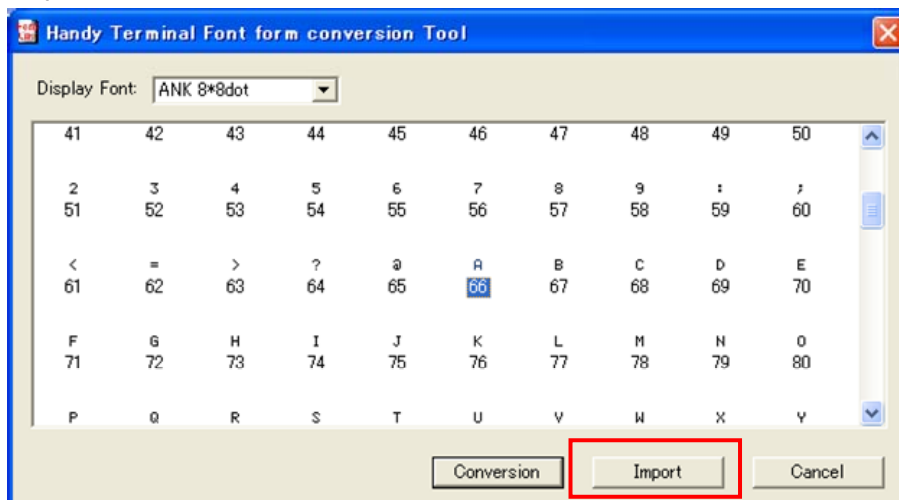 Handy Terminal Font form conversion Tool
Display Font: ANK 8*8dot
41 42 43 44 45 46 47 48 49 50
2 3 4 5 6 7 8 9 : ;
51 52 53 54 55 56 57 58 59 60
< = > ? @ A B C D E
61 62 63 64 65 66 67 68 69 70
F G H I J K L M N O
71 72 73 74 75 76 77 78 79 80
P Q R S T U V W X Y
Conversion Import Cancel